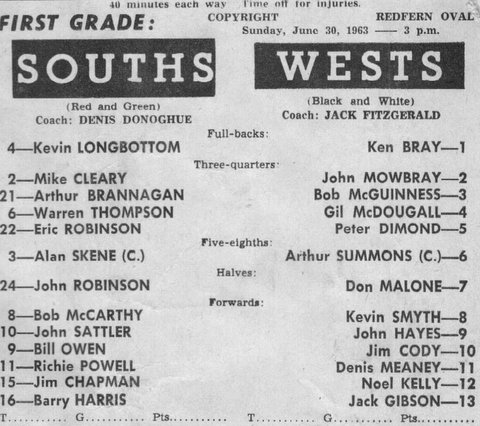 40 minutes each way Time off for injuries.
FIRST GRADE: COPYRIGHT REDFERN OVAL
Sunday, June 30, 1963 —— 3 p.m.
SOUTHS WESTS
(Red and Green) (Black and White)
Coach: DENIS DONOGHUE Coach: JACK FITZGERALD
Full-backs:
4—Kevin LONGBOTTOM Ken BRAY—1
Three-quarters:
2—Mike CLEARY John MOWBRAY—2
21—Arthur BRANNAGAN Bob McGUINNESS—3
6—Warren THOMPSON Gil McDOUGALL—4
22—Eric ROBINSON Peter DIMOND—5
Five-eighths:
3—Alan SKENE (C.) Arthur SUMMONS (C.)—6
Halves:
24—John ROBINSON Don MALONE—7
Forwards:
8—Bob McCARTHY Kevin SMYTH—8
10—John SATTLER John HAYES—9
9—Bill OWEN Jim CODY—10
11—Richie POWELL Denis MEANEY—11
15—Jim CHAPMAN Noel KELLY—12
16—Barry HARRIS Jack GIBSON—13
T.......... G.......... Pts.......... T.......... G.......... Pts..........